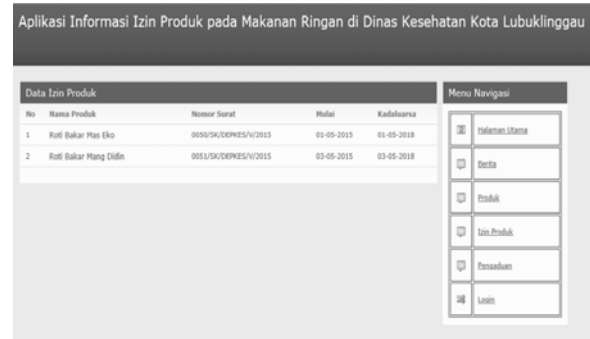 Aplikasi Informasi Izin Produk pada Makanan Ringan di Dinas Kesehatan Kota Lubuklinggau
Data Izin Produk
No Nama Produk Nomor Surat Mulai Kadaluarsa
1 Roti Bakar Mas Eko 0050/SK/DEPKES/V/2015 01-05-2015 01-05-2018
2 Roti Bakar Mang Didin 0051/SK/DEPKES/V/2015 03-05-2015 03-05-2018
Menu Navigasi
Halaman Utama
Berita
Produk
Izin Produk
Pengaduan
Login